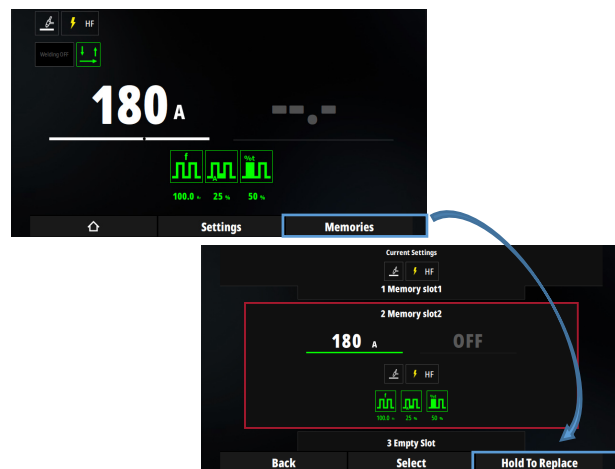 HF
Welding OFF
180 A
f
A
%t
100.0 25 % 50 %
Settings Memories
Current Settings
HF
1 Memory slot1
2 Memory slot2
180 A OFF
HF
100.0 25 % 50 %
3 Empty Slot
Back Select Hold To Replace